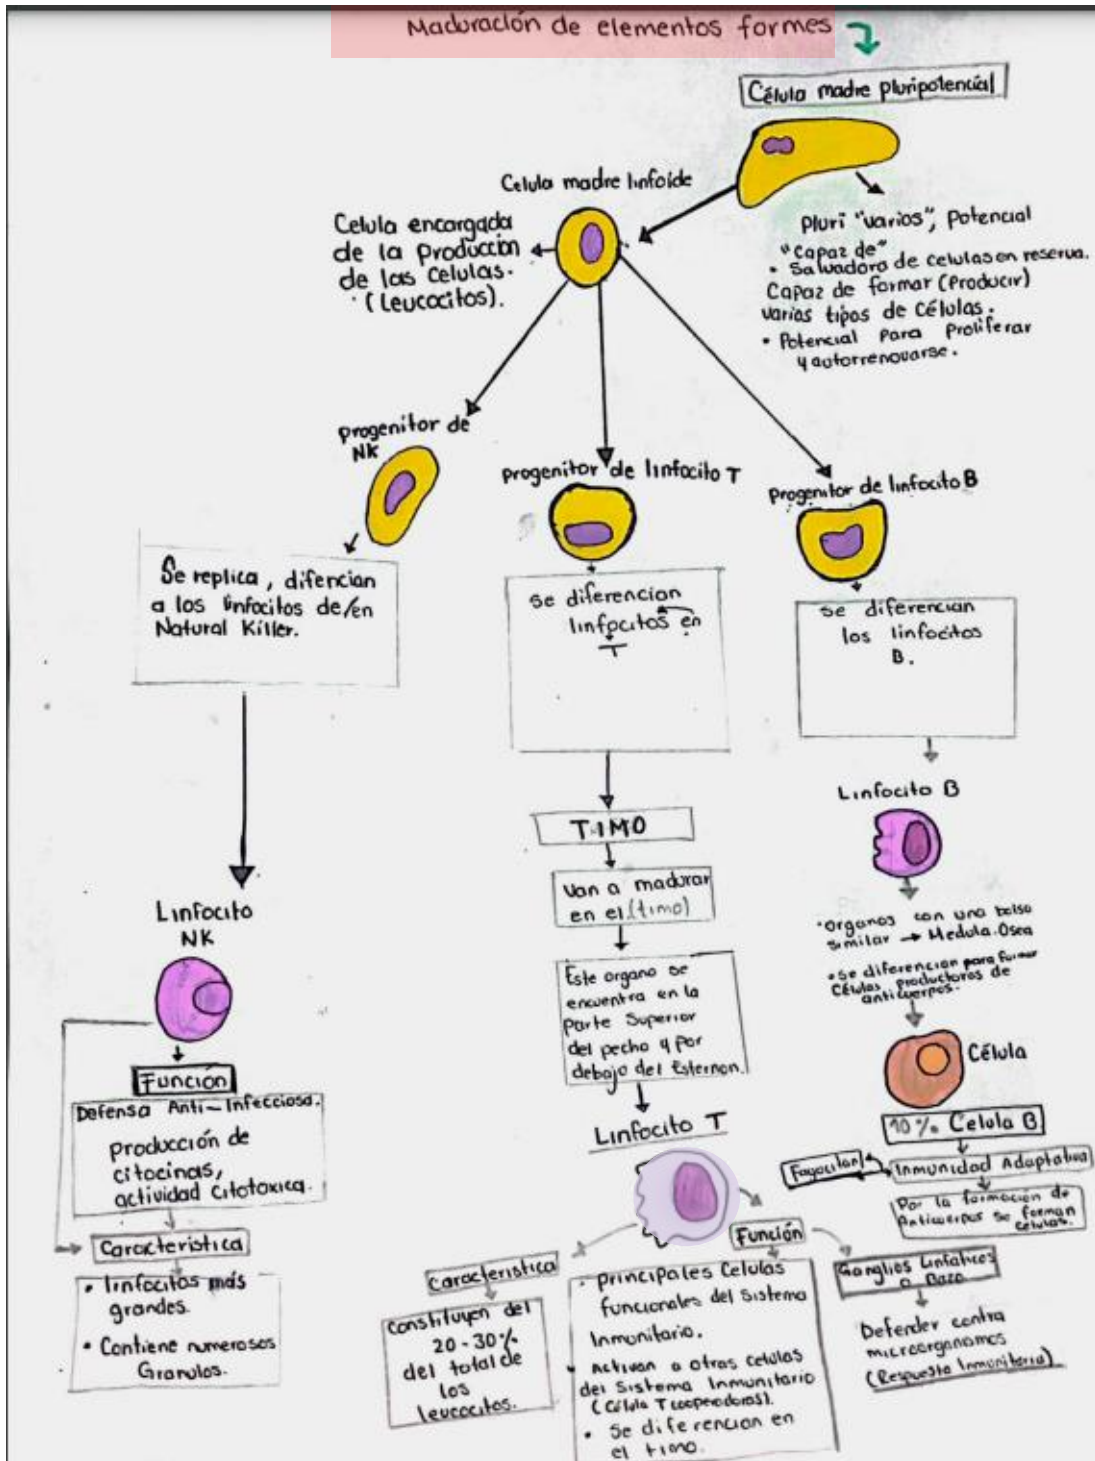 Maduración de elementos formes
Célula madre pluripotencial
Celula madre linfoide
Celula encargada
de la Producción
de las Celulas.
(Leucocitos).
Pluri "varios", Potencial
"Capaz de"
• Salvadora de celulas en reserva.
Capaz de formar (Producir)
varios tipos de Células.
• Potencial Para Proliferar
y autorrenovarse.
Progenitor de
NK
Progenitor de linfocito T
Progenitor de linfocito B
Se replica, difencian
a los linfocitos de/en
Natural Killer.
Se diferencian
linfocitos en
T
Se diferencian
los linfocitos
B.
TIMO
Van a madurar
en el (timo)
Este organo se
encuentra en la
Parte Superior
del pecho y por
debajo del Esternon.
Linfocito T
Linfocito B
• Organos con una bolsa
similar → Medula Osea
• Se diferencian para formar
Células productoras de
anticuerpos.
Célula
10% Celula B
Inmunidad Adaptativa
Fagocitan
Por la formación de
Anticuerpos se forman
celulas.
Linfocito
NK
Función
Defensa Anti-Infecciosa.
Producción de
citocinas,
actividad Citotoxica.
Caracteristica
• linfocitos más
grandes.
• Contiene numerosos
Granulos.
Caracteristica
Constituyen del
20-30%
del total de
los
leucocitos.
Función
• Principales Celulas
funcionales del Sistema
Inmunitario.
• Activan a otras celulas
del Sistema Inmunitario
(Célula T cooperadoras).
• Se diferencian en
el timo.
Ganglios Linfaticos
o Bazo
Defender contra
microorganismos
(Respuesta Inmunitaria)